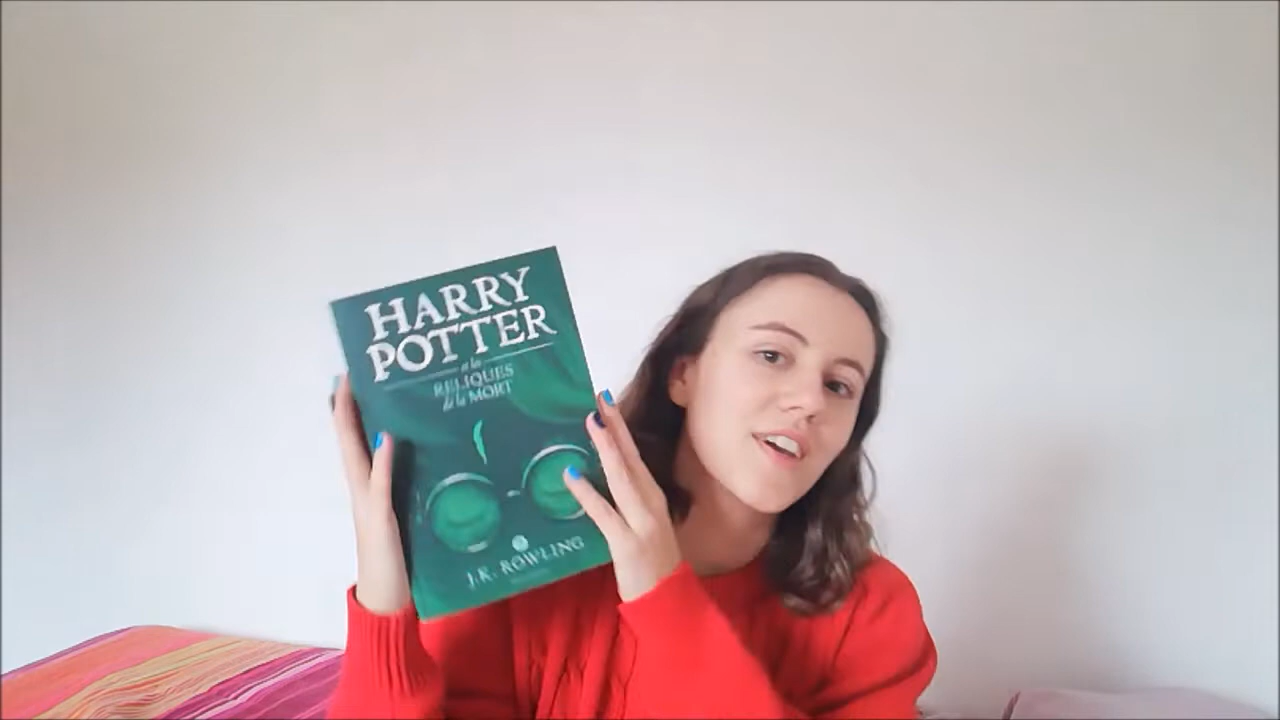 HARRY
POTTER
et les
RELIQUES
de la MORT
J.K. ROWLING